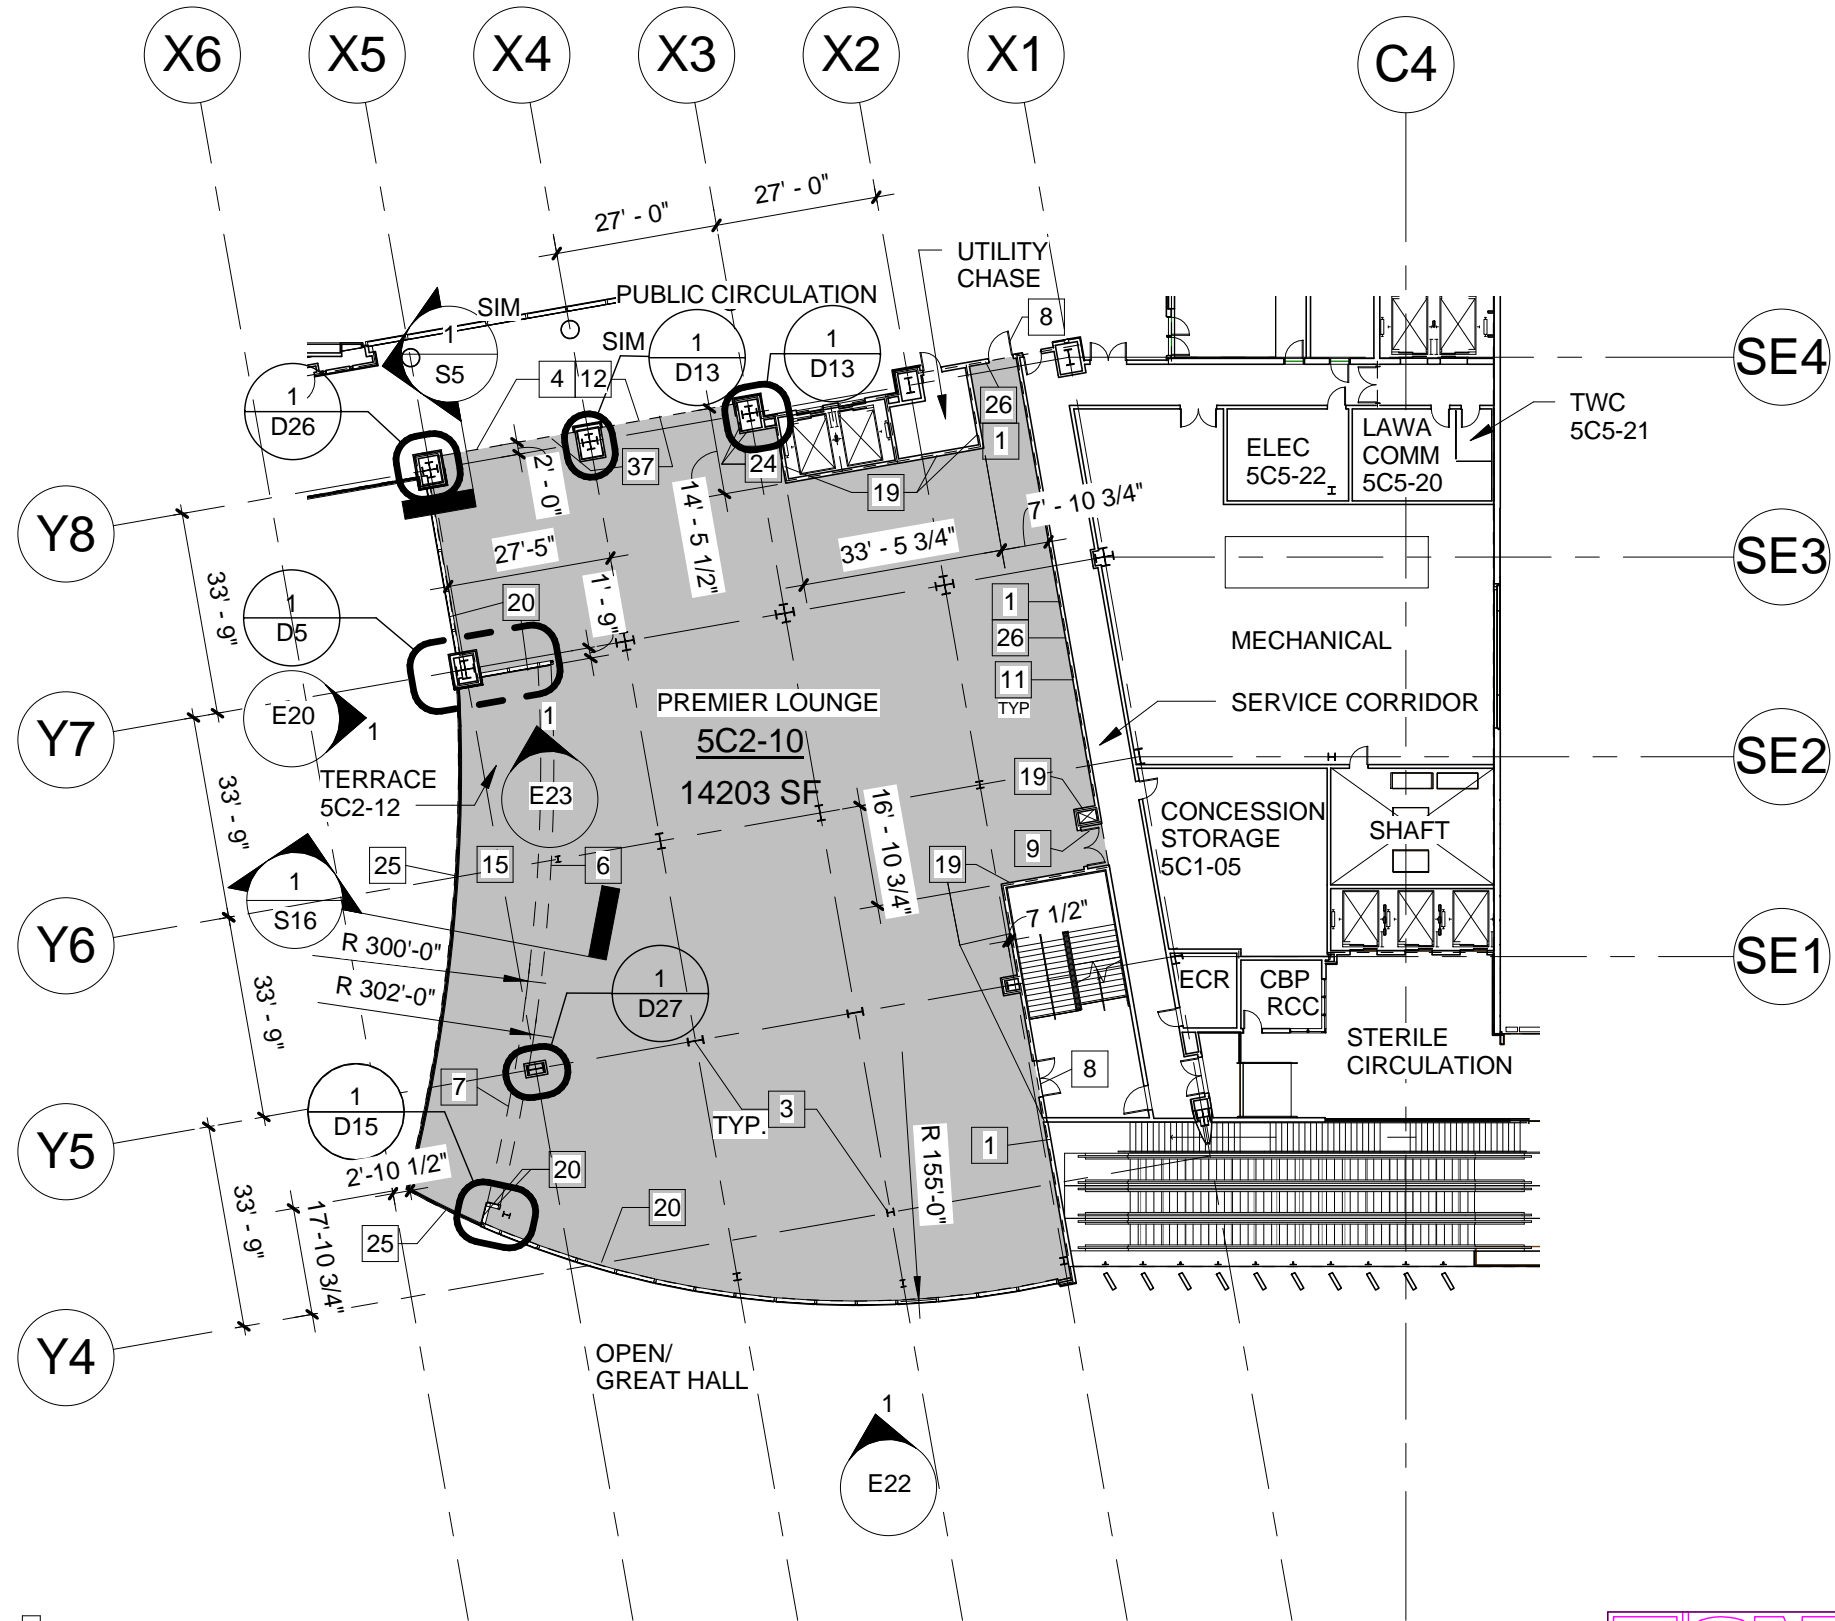 X6
X5
X4
X3
X2
X1
C4
27' - 0"
27' - 0"
UTILITY
CHASE
SIM
PUBLIC CIRCULATION
8
1
S5
SIM
1
D13
1
D13
SE4
1
D26
4
12
26
1
TWC
5C5-21
ELEC
5C5-22
LAWA
COMM
5C5-20
37
24
19
2'- 0"
14' - 5 1/2"
7' - 10 3/4"
Y8
27'-5"
33' - 5 3/4"
SE3
33' - 9"
1
D5
20
1' - 9"
1
26
MECHANICAL
11
TYP
PREMIER LOUNGE
5C2-10
14203 SF
SERVICE CORRIDOR
E20
1
1
Y7
SE2
TERRACE
5C2-12
E23
19
33' - 9"
16' - 10 3/4"
CONCESSION
STORAGE
5C1-05
SHAFT
25
15
6
19
9
1
S16
7 1/2"
Y6
R 300'-0"
R 302'-0"
SE1
1
D27
ECR
CBP
RCC
33' - 9"
STERILE
CIRCULATION
7
8
1
D15
3
TYP.
1
R 155'-0"
Y5
2'-10 1/2"
20
20
33' - 9"
17'-10 3/4"
25
Y4
OPEN/
GREAT HALL
1
E22